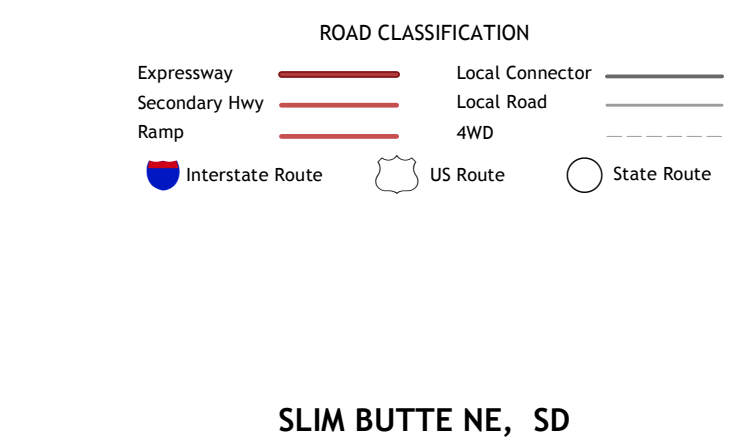 ROAD CLASSIFICATION
Expressway
Local Connector
Secondary Hwy
Local Road
Ramp
4WD
Interstate Route
US Route
State Route
SLIM BUTTE NE, SD